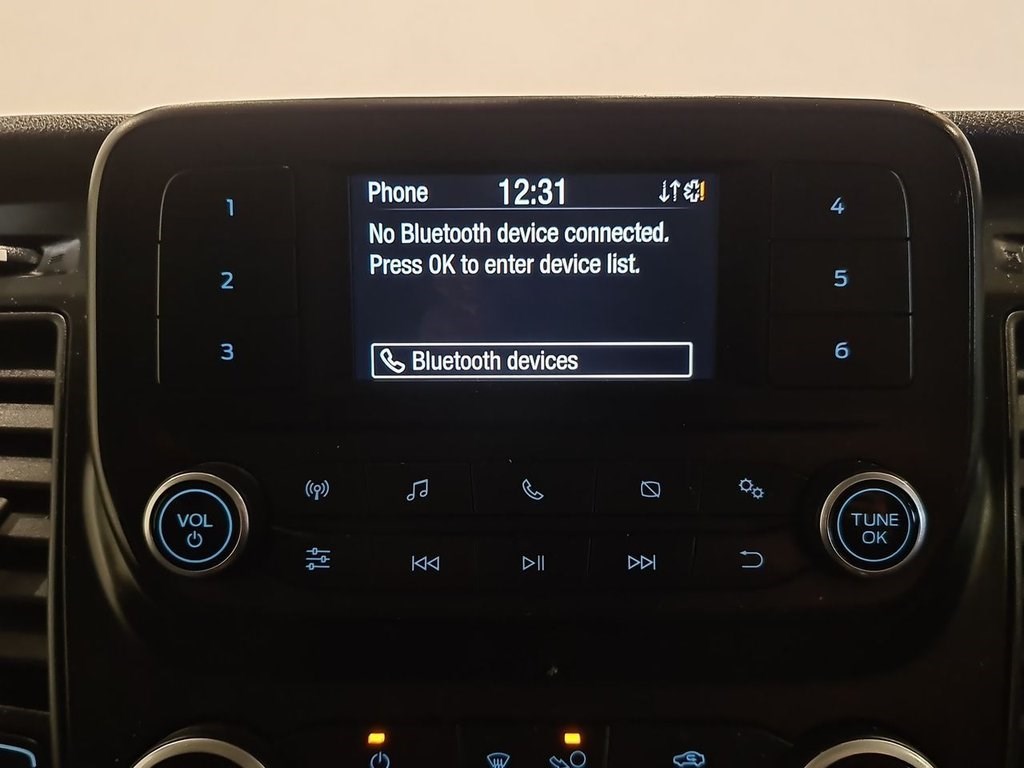 Phone 12:31
No Bluetooth device connected.
Press OK to enter device list.
Bluetooth devices
1
2
3
4
5
6
VOL
TUNE
OK